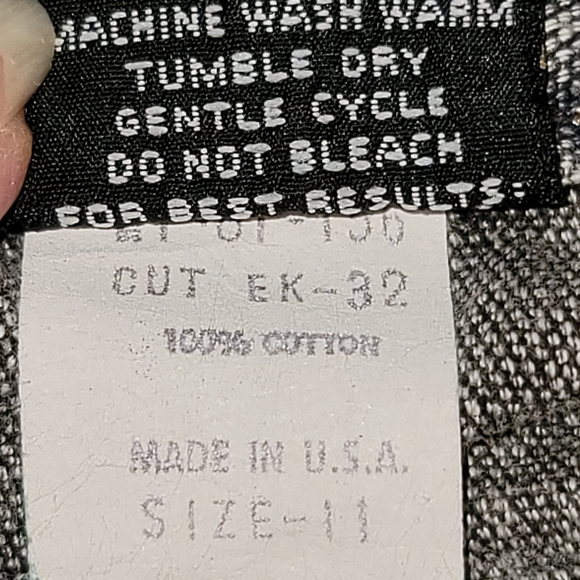 MACHINE WASH WARM
TUMBLE DRY
GENTLE CYCLE
DO NOT BLEACH
FOR BEST RESULTS:
CUT EK-32
100% COTTON
MADE IN U.S.A.
SIZE-11